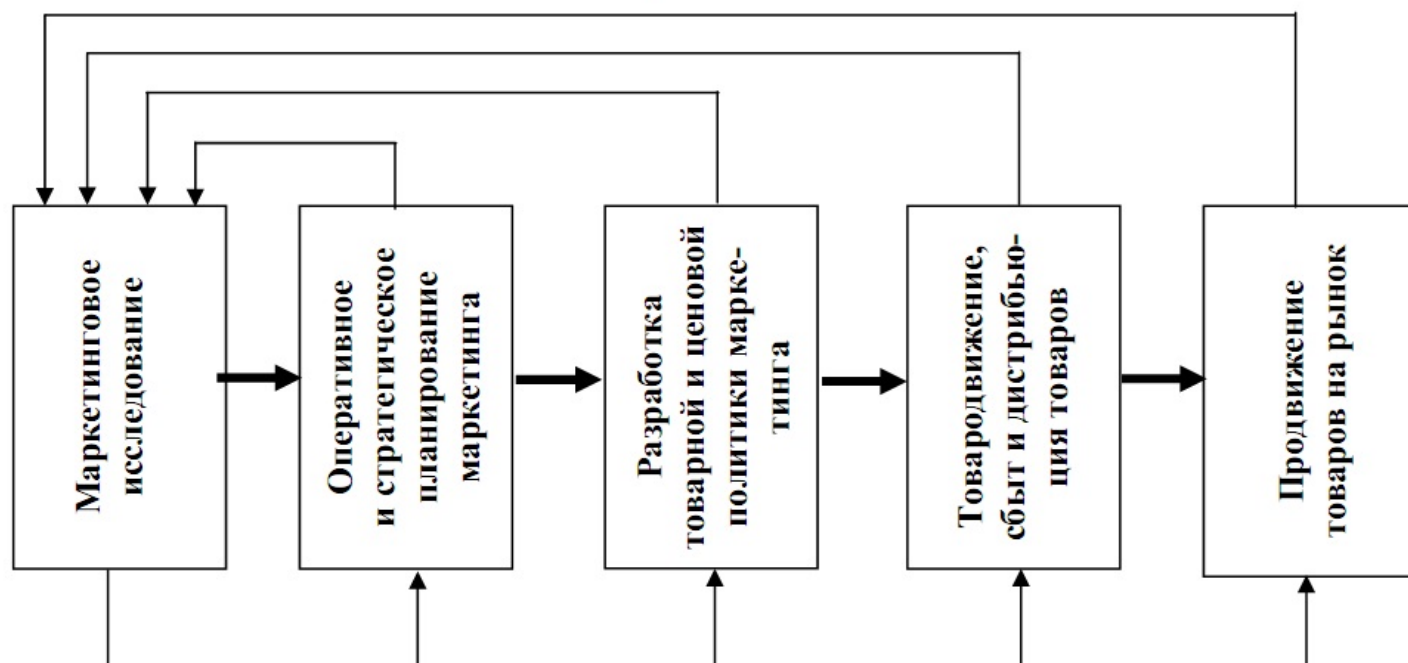 Маркетинговое
исследование
Оперативное
и стратегическое
планирование
маркетинга
Разработка
товарной и ценовой
политики марке-
тинга
Товародвижение,
сбыт и дистрибью-
ция товаров
Продвижение
товаров на рынок